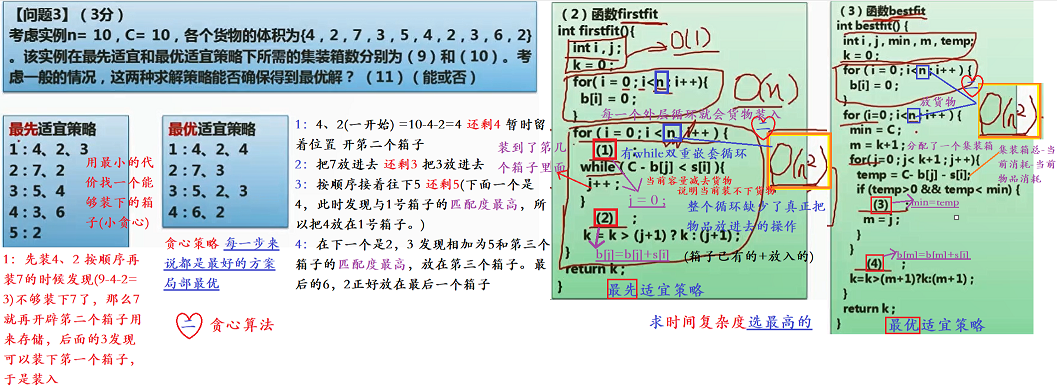 【问题3】（3分）
考虑实例n= 10，C= 10，各个货物的体积为{4，2，7，3，5，4，2，3，6，2}
。该实例在最先适宜和最优适宜策略下所需的集装箱数分别为（9）和（10）。考
虑一般的情况，这两种求解策略能否确保得到最优解？（11）（能或否）
最先适宜策略
1：4、2、3
2：7、2
3：5、4
4：3、6
5：2
用最小的代
价找一个能
够装下的箱
子(小贪心)
最优适宜策略
1：4、2、4
2：7、3
3：5、2、3
4：6、2
贪心策略 每一步来
说都是最好的方案
局部最优
二 贪心算法
1：先装4、2 按顺序再
装7的时候发现(9-4-2=
3)不够装下7了，那么7
就再开辟第二个箱子用
来存储，后面的3发现
可以装下第一个箱子，
于是装入
1：4、2(一开始) =10-4-2=4 还剩4 暂时留
着位置 开第二个箱子
2：把7放进去 还剩3 把3放进去
3：按顺序接着往下5 还剩5(下面一个是
4，此时发现与1号箱子的匹配度最高，所
以把4放在1号箱子。)
4：在下一个是2，3 发现相加为5和第三个
箱子的匹配度最高，放在第三个箱子。最
后的6，2正好放在最后一个箱子
（2）函数firstfit
int firstfit(){
int i , j ;
k = 0 ;
O(1)
for( i = 0 ; i<n ; i++){
b[i] = 0 ;
}
O(n)
每一个外层循环就会货物装入
二
for ( i = 0 ; i < n ; i++ ) {
装到了第几
个箱子里面
（1） ;
有while双重嵌套循环
while( C - b[j] < s[i] ){
当前容量减去货物
说明当前装不下货物
j++ ;
j = 0 ;
}
O(n2)
整个循环缺少了真正把
物品放进去的操作
（2） ;
k = k > (j+1) ? k : (j+1) ;
b[j]=b[j]+s[i]
(箱子已有的+放入的)
}
return k ;
}
最先适宜策略
求时间复杂度选最高的
（3）函数bestfit
int bestfit() {
int i , j , min , m , temp;
k = 0 ;
for ( i = 0 ; i<n ; i++ ) {
b[i] = 0 ;
}
二
放货物
O(n2)
for (i=0; i<n ; i++) {
min = C ;
m = k+1 ;
分配了一个集装箱
for( j=0 ; j< k+1 ; j++){
temp = C- b[j] - s[i] ;
集装箱总-当
前消耗-当前
物品消耗
if (temp>0 && temp< min) {
（3） ;
min=temp
m = j ;
}
}
（4） ;
b[m]=b[m]+s[i]
k=k>(m+1)?k:(m+1) ;
}
return k ;
}
最优适宜策略